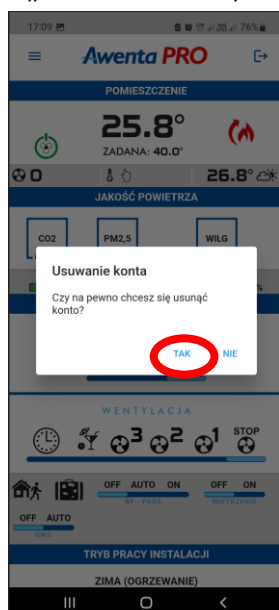 17:09 76%
Awenta PRO
POMIESZCZENIE
25.8°
ZADANA: 40.0°
0 26.8°
JAKOŚĆ POWIETRZA
CO2 PM2,5 WILG
%
Usuwanie konta
Czy na pewno chcesz się usunąć
konto?
TAK NIE
WENTYLACJA
3 2 1 STOP
OFF AUTO ON OFF ON
BY - PASS WIETRZENIE
OFF AUTO
GWC
TRYB PRACY INSTALACJI
ZIMA (OGRZEWANIE)